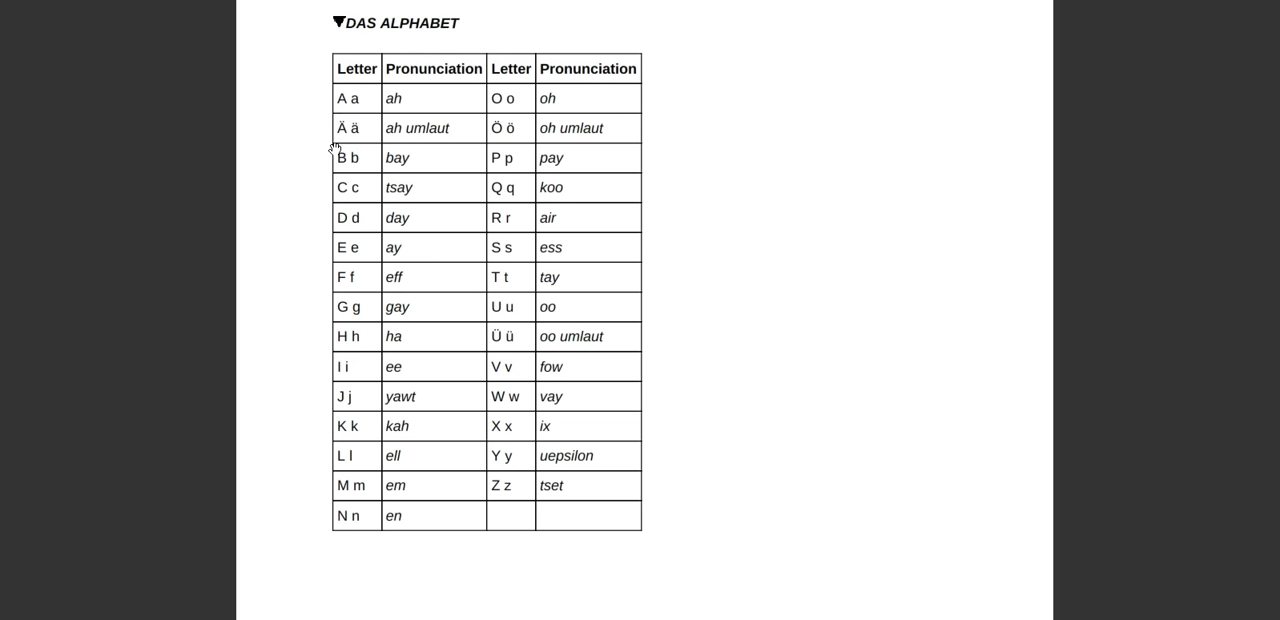 DAS ALPHABET
Letter Pronunciation Letter Pronunciation
A a ah O o oh
Ä ä ah umlaut Ö ö oh umlaut
B b bay P p pay
C c tsay Q q koo
D d day R r air
E e ay S s ess
F f eff T t tay
G g gay U u oo
H h ha Ü ü oo umlaut
I i ee V v fow
J j yawt W w vay
K k kah X x ix
L l ell Y y uepsilon
M m em Z z tset
N n en